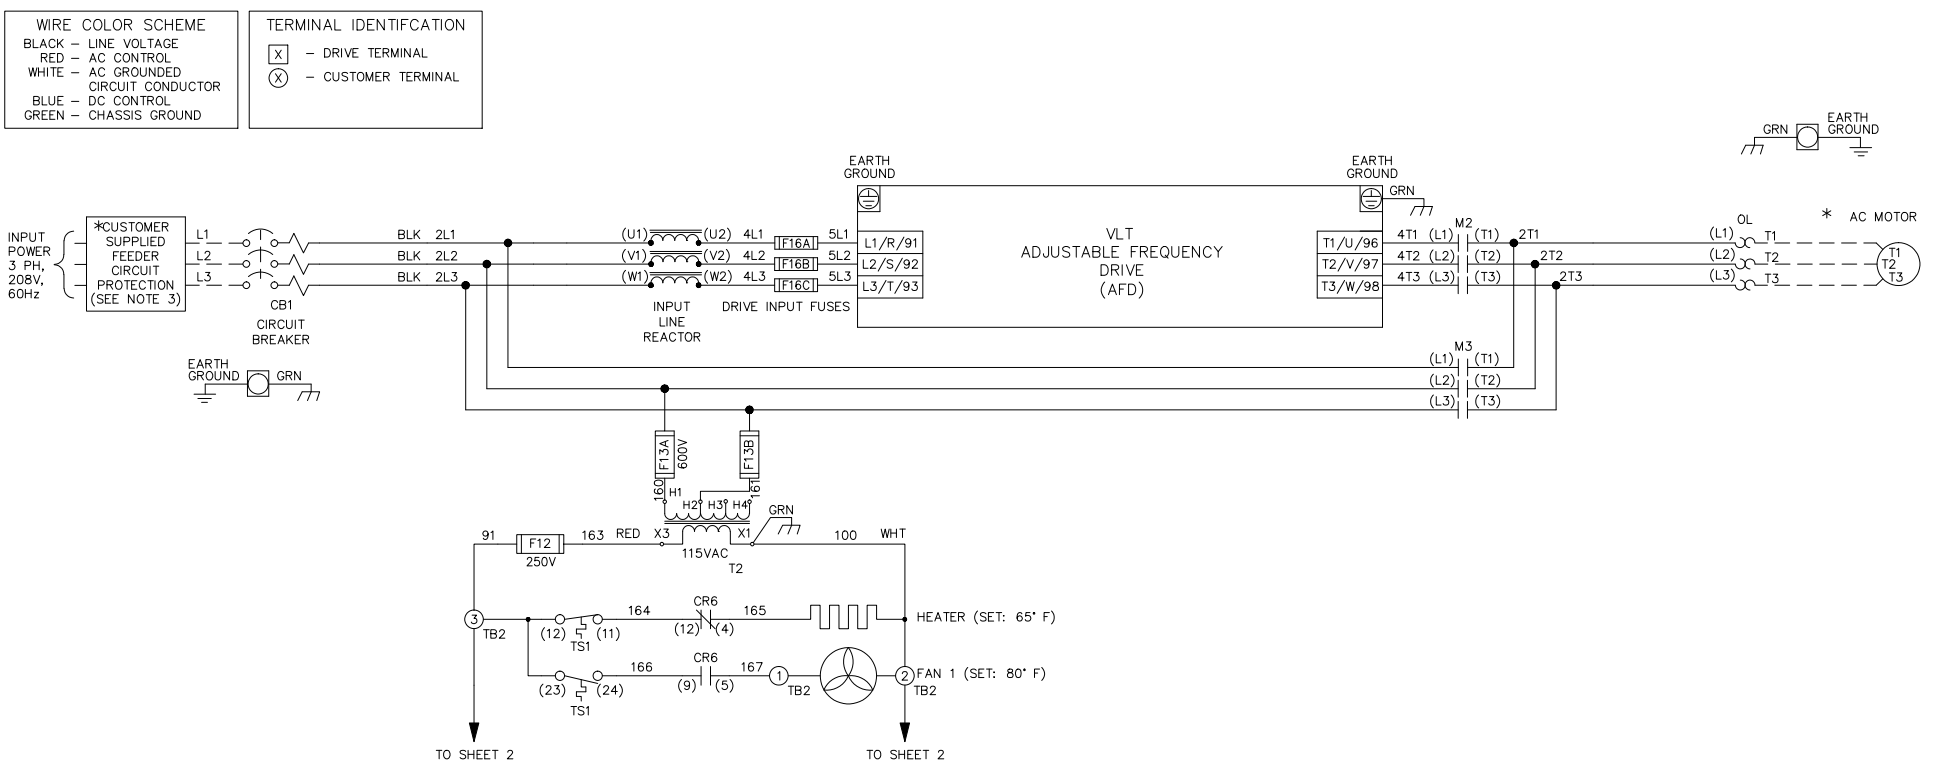 WIRE COLOR SCHEME
BLACK – LINE VOLTAGE
RED – AC CONTROL
WHITE – AC GROUNDED
CIRCUIT CONDUCTOR
BLUE – DC CONTROL
GREEN – CHASSIS GROUND
TERMINAL IDENTIFCATION
X – DRIVE TERMINAL
X – CUSTOMER TERMINAL
GRN
EARTH
GROUND
INPUT
POWER
3 PH,
208V,
60Hz
*CUSTOMER
SUPPLIED
FEEDER
CIRCUIT
PROTECTION
(SEE NOTE 3)
L1
L2
L3
CB1
CIRCUIT
BREAKER
EARTH
GROUND
GRN
BLK 2L1
BLK 2L2
BLK 2L3
(U1) (U2) 4L1 F16A 5L1
(V1) (V2) 4L2 F16B 5L2
(W1) (W2) 4L3 F16C 5L3
INPUT
LINE
REACTOR
DRIVE INPUT FUSES
EARTH
GROUND
L1/R/91
L2/S/92
L3/T/93
VLT
ADJUSTABLE FREQUENCY
DRIVE
(AFD)
EARTH
GROUND
GRN
T1/U/96
T2/V/97
T3/W/98
M2
4T1 (L1) (T1) 2T1
4T2 (L2) (T2) 2T2
4T3 (L3) (T3) 2T3
M3
(L1) (T1)
(L2) (T2)
(L3) (T3)
OL
(L1) T1
(L2) T2
(L3) T3
* AC MOTOR
T1
T2
T3
F13A
600V
F13B
160
161
H1
H2 H3 H4
GRN
91 F12 163 RED X3 X1 100 WHT
250V
115VAC
T2
3
TB2
164 CR6 165
(12) (11) (12) (4)
TS1
HEATER (SET: 65° F)
166 CR6 167 1
(23) (24) (9) (5) TB2
TS1
2 FAN 1 (SET: 80° F)
TB2
TO SHEET 2
TO SHEET 2